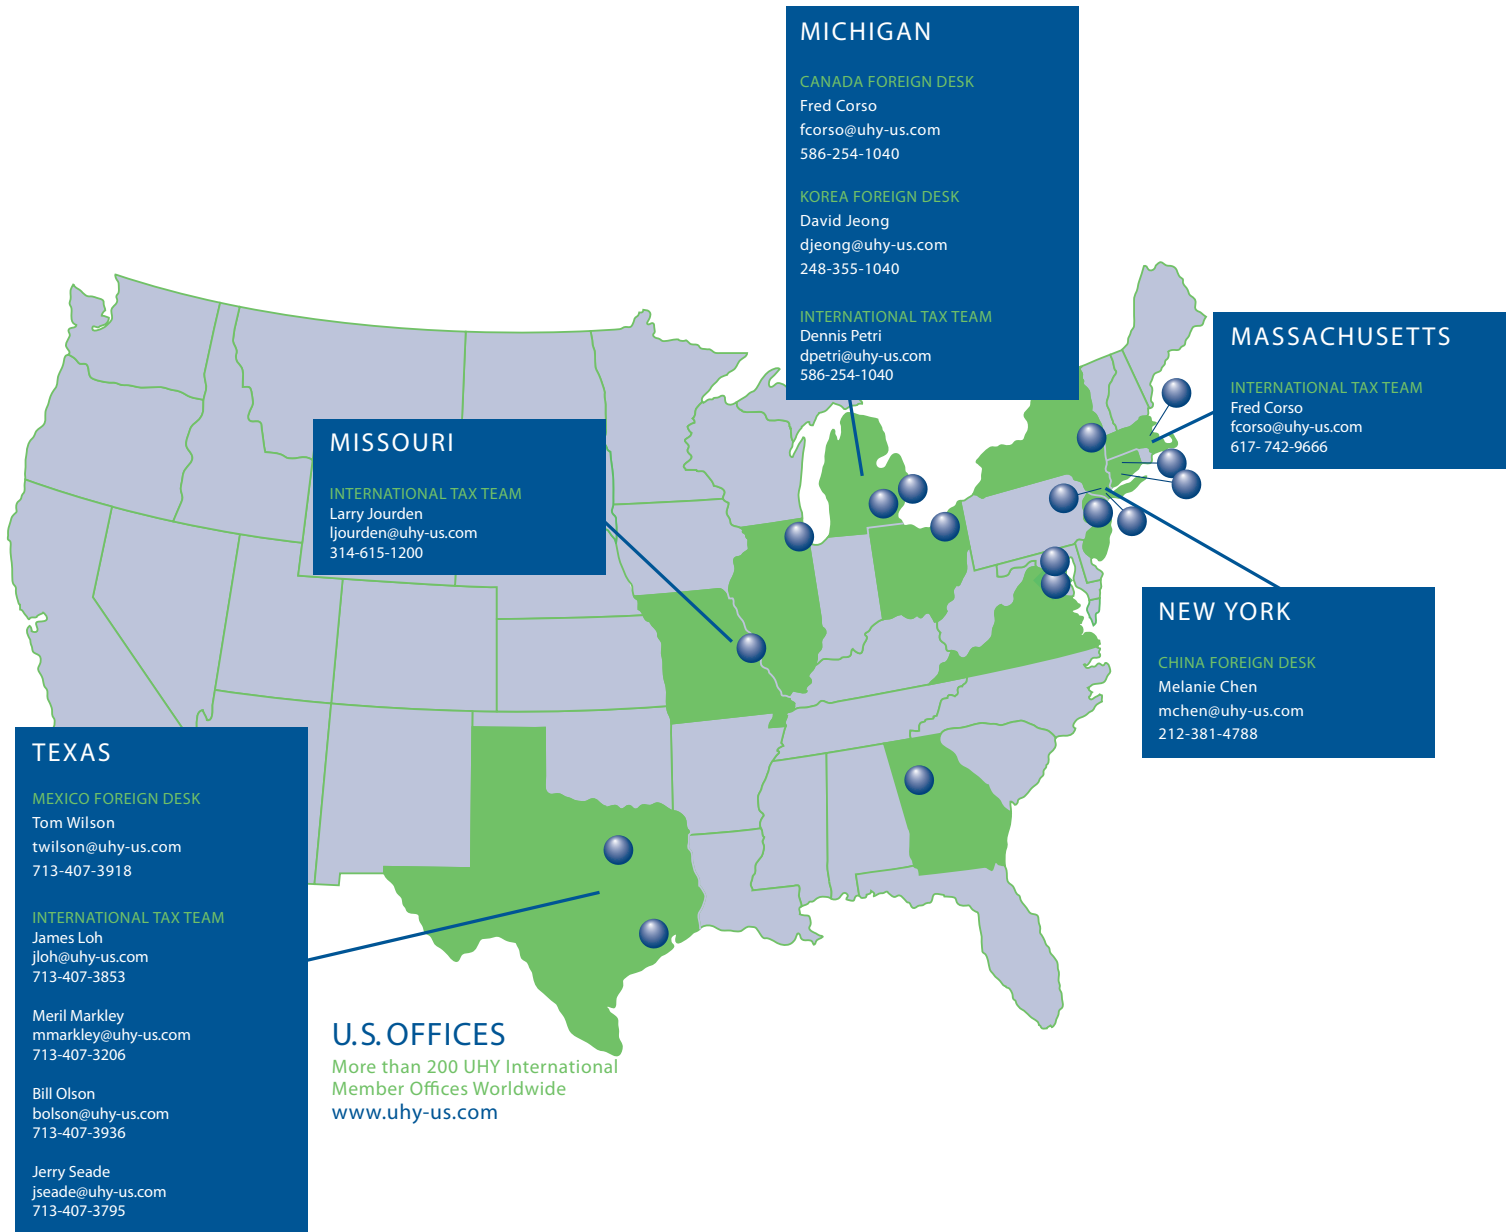 MICHIGAN
CANADA FOREIGN DESK
Fred Corso
fcorso@uhy-us.com
586-254-1040
KOREA FOREIGN DESK
David Jeong
djeong@uhy-us.com
248-355-1040
INTERNATIONAL TAX TEAM
Dennis Petri
dpetri@uhy-us.com
586-254-1040
MASSACHUSETTS
INTERNATIONAL TAX TEAM
Fred Corso
fcorso@uhy-us.com
617- 742-9666
MISSOURI
INTERNATIONAL TAX TEAM
Larry Jourden
ljourden@uhy-us.com
314-615-1200
NEW YORK
CHINA FOREIGN DESK
Melanie Chen
mchen@uhy-us.com
212-381-4788
TEXAS
MEXICO FOREIGN DESK
Tom Wilson
twilson@uhy-us.com
713-407-3918
INTERNATIONAL TAX TEAM
James Loh
jloh@uhy-us.com
713-407-3853
Meril Markley
mmarkley@uhy-us.com
713-407-3206
Bill Olson
bolson@uhy-us.com
713-407-3936
Jerry Seade
jseade@uhy-us.com
713-407-3795
U.S. OFFICES
More than 200 UHY International
Member Offices Worldwide
www.uhy-us.com